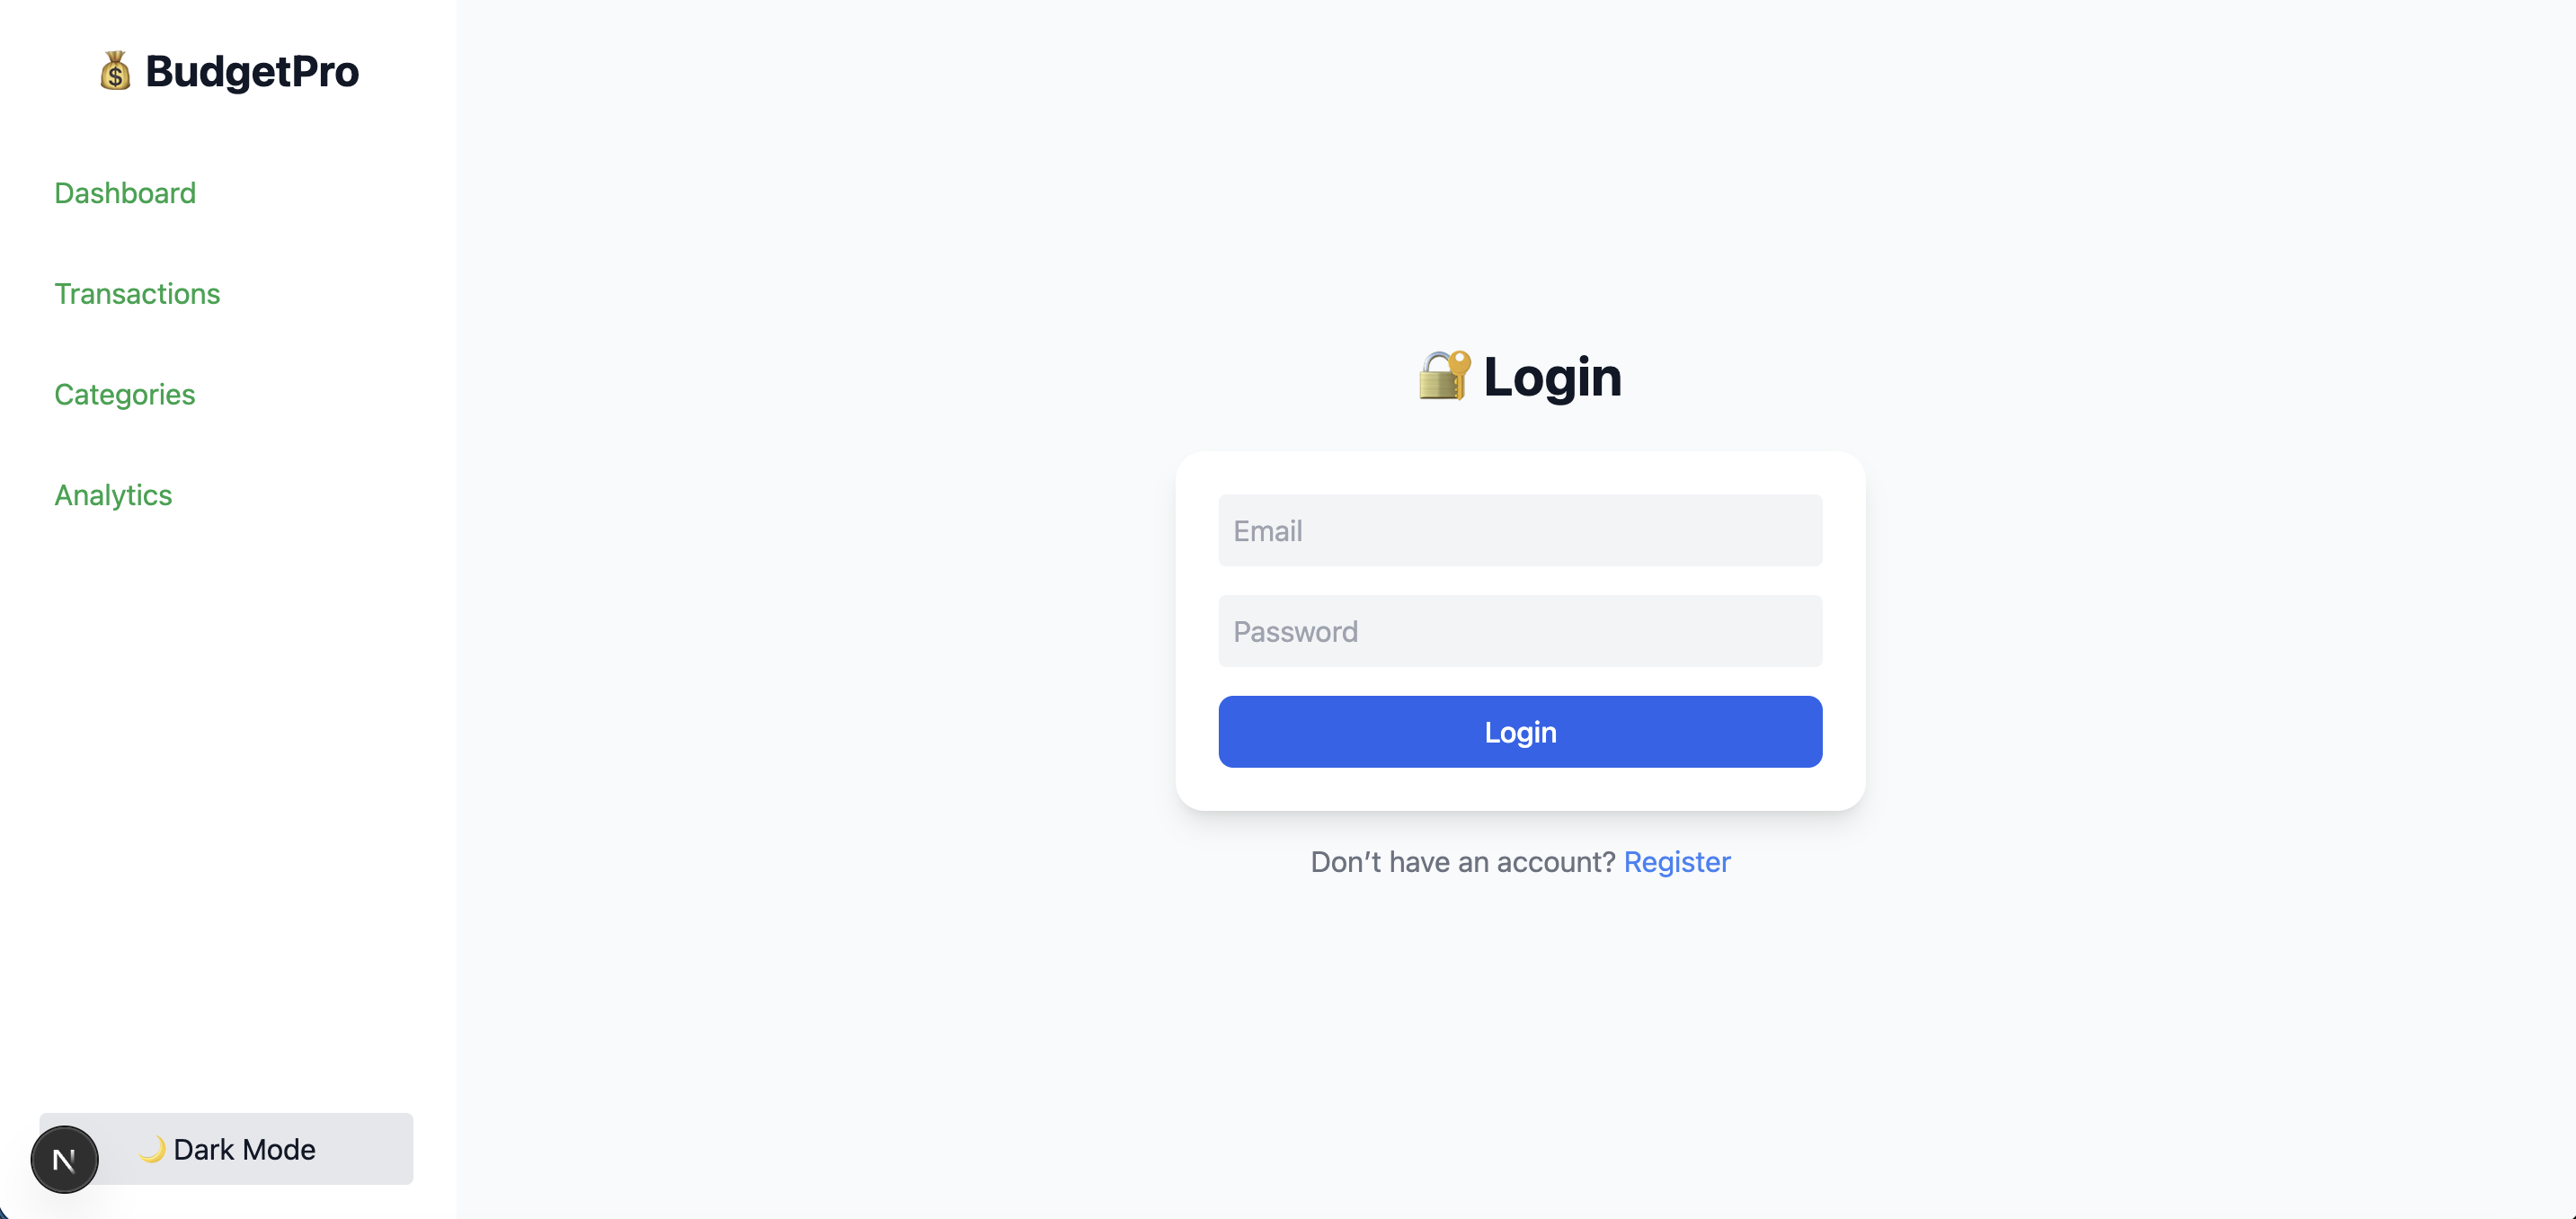 💰 BudgetPro
Dashboard
Transactions
Categories
Analytics
🌙 Dark Mode
N
🔐 Login
Email
Password
Login
Don’t have an account? Register